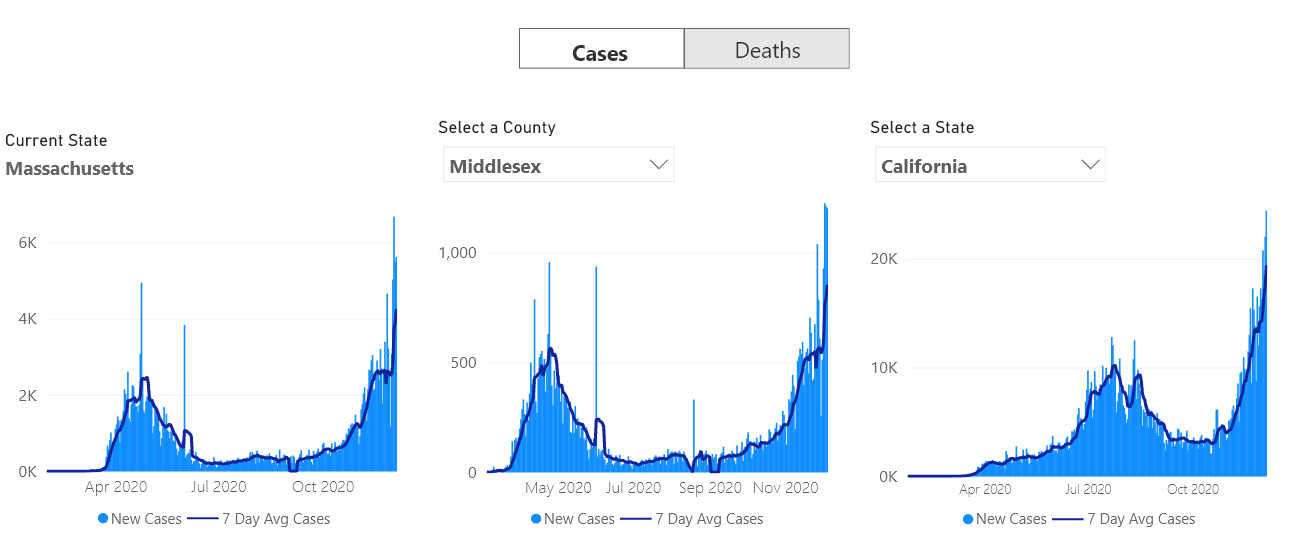 Cases
Deaths
Current State
Massachusetts
6K
4K
2K
0K
Apr 2020 Jul 2020 Oct 2020
New Cases 7 Day Avg Cases
Select a County
Middlesex
1,000
500
0
May 2020 Jul 2020 Sep 2020 Nov 2020
New Cases 7 Day Avg Cases
Select a State
California
20K
10K
0K
Apr 2020 Jul 2020 Oct 2020
New Cases 7 Day Avg Cases